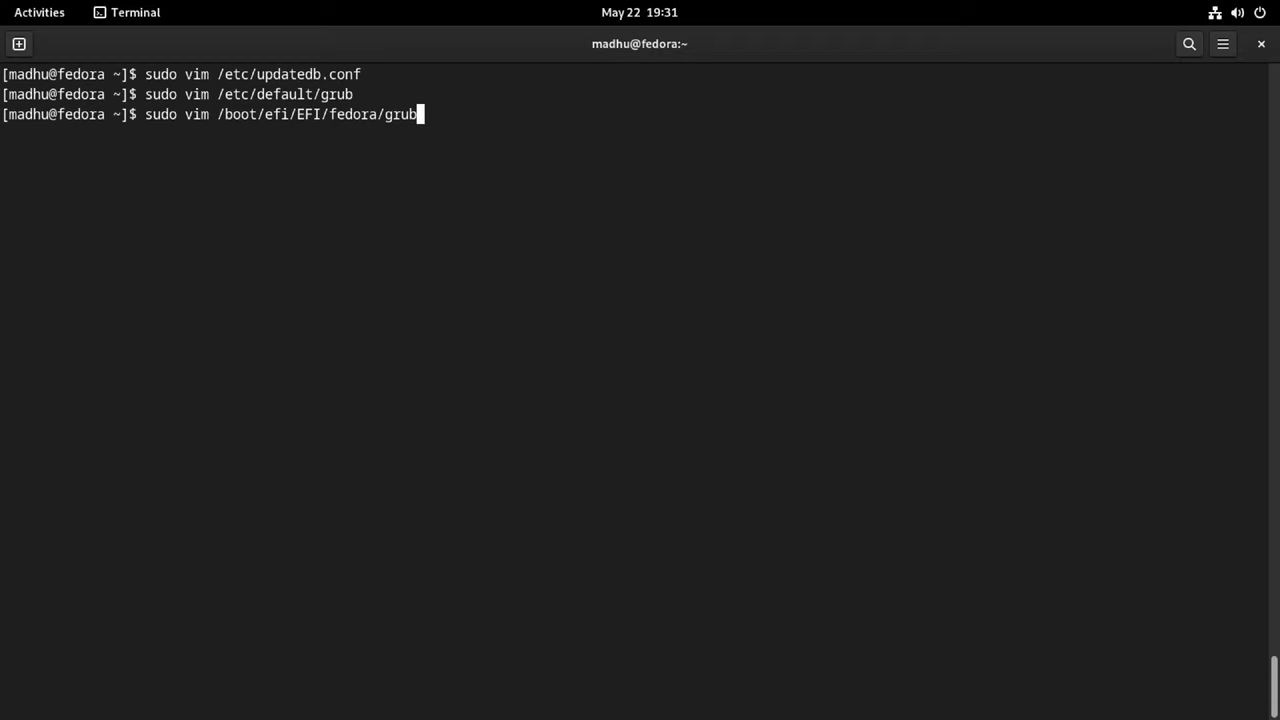 Activities Terminal May 22 19:31
madhu@fedora:~
[madhu@fedora ~]$ sudo vim /etc/updatedb.conf
[madhu@fedora ~]$ sudo vim /etc/default/grub
[madhu@fedora ~]$ sudo vim /boot/efi/EFI/fedora/grub